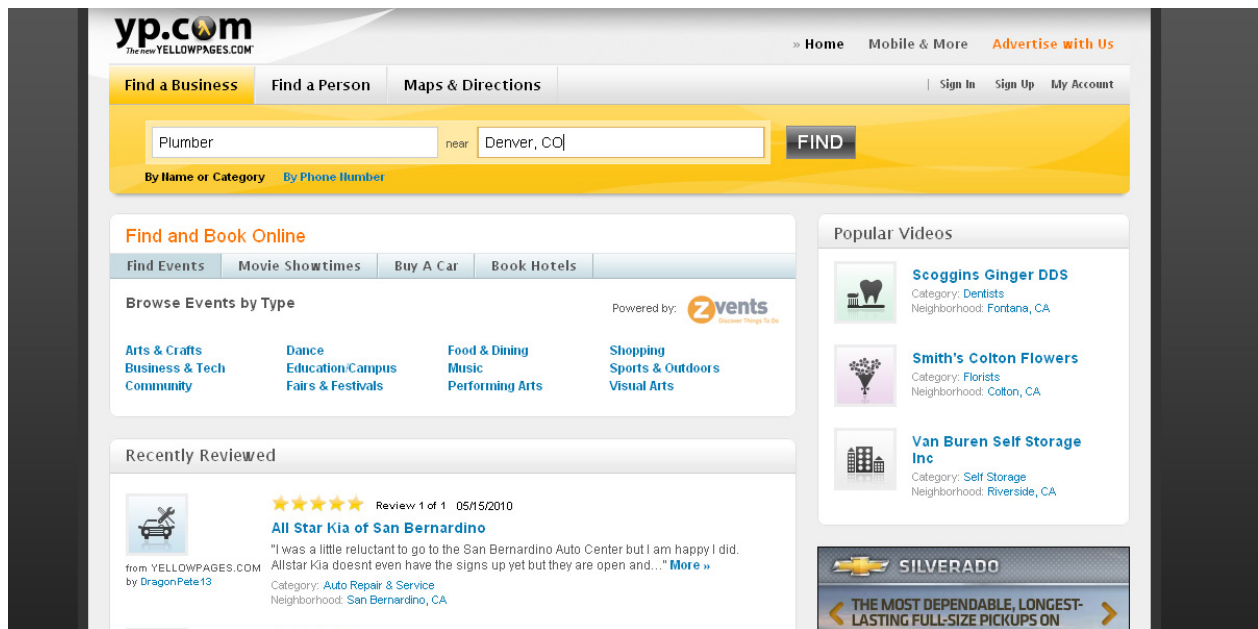 yp.com
The new YELLOWPAGES.COM
» Home Mobile & More Advertise with Us
Find a Business Find a Person Maps & Directions | Sign In Sign Up My Account
Plumber near Denver, CO FIND
By Name or Category By Phone Number
Find and Book Online
Find Events Movie Showtimes Buy A Car Book Hotels
Browse Events by Type
Powered by: Zvents
Discover Things To Do
Arts & Crafts Dance Food & Dining Shopping
Business & Tech Education/Campus Music Sports & Outdoors
Community Fairs & Festivals Performing Arts Visual Arts
Recently Reviewed
Review 1 of 1 05/15/2010
All Star Kia of San Bernardino
"I was a little reluctant to go to the San Bernardino Auto Center but I am happy I did.
Allstar Kia doesnt even have the signs up yet but they are open and..." More »
from YELLOWPAGES.COM
by DragonPete13
Category: Auto Repair & Service
Neighborhood: San Bernardino, CA
Popular Videos
Scoggins Ginger DDS
Category: Dentists
Neighborhood: Fontana, CA
Smith's Colton Flowers
Category: Florists
Neighborhood: Colton, CA
Van Buren Self Storage
Inc
Category: Self Storage
Neighborhood: Riverside, CA
SILVERADO
THE MOST DEPENDABLE, LONGEST-
LASTING FULL-SIZE PICKUPS ON